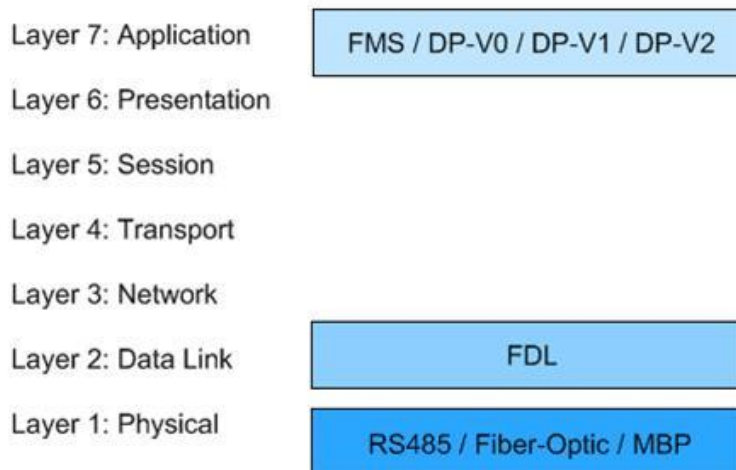 Layer 7: Application
FMS / DP-V0 / DP-V1 / DP-V2
Layer 6: Presentation
Layer 5: Session
Layer 4: Transport
Layer 3: Network
Layer 2: Data Link
FDL
Layer 1: Physical
RS485 / Fiber-Optic / MBP